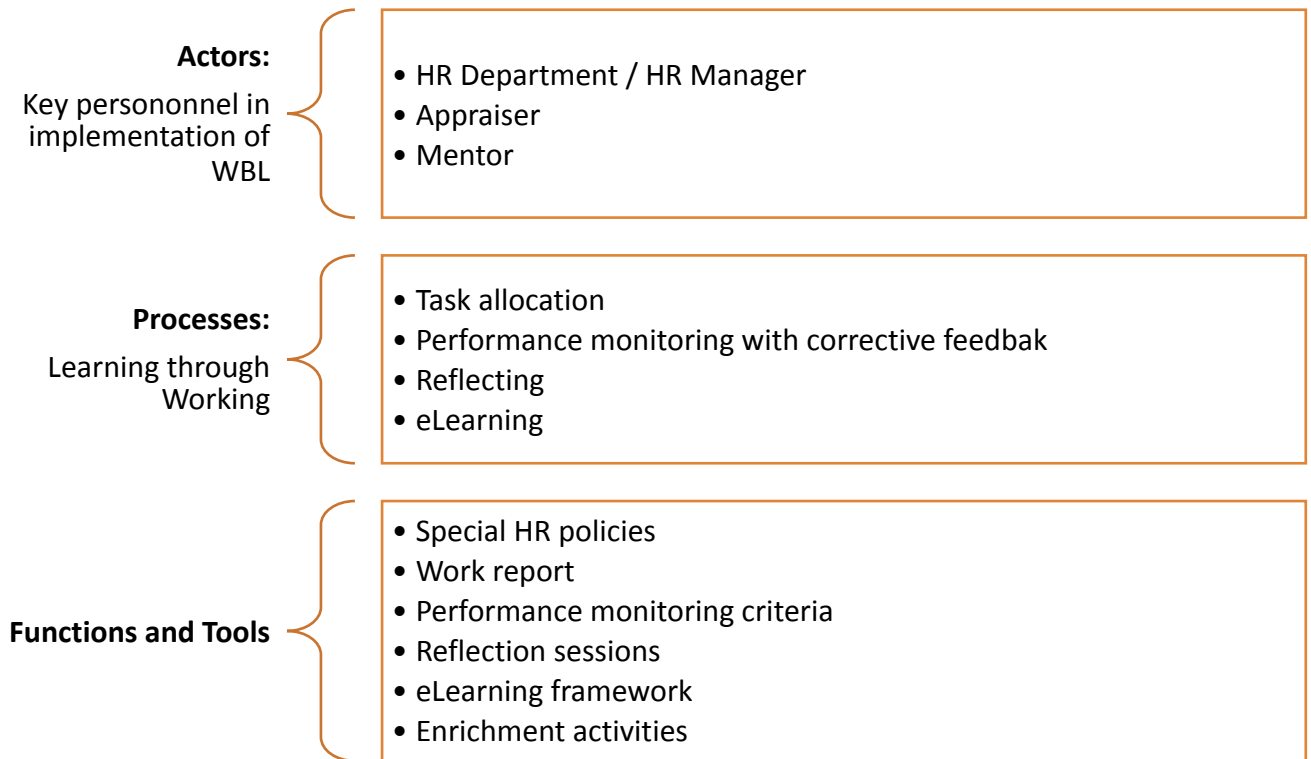 Actors:
Key persononnel in
implementation of
WBL
• HR Department / HR Manager
• Appraiser
• Mentor
Processes:
Learning through
Working
• Task allocation
• Performance monitoring with corrective feedbak
• Reflecting
• eLearning
Functions and Tools
• Special HR policies
• Work report
• Performance monitoring criteria
• Reflection sessions
• eLearning framework
• Enrichment activities